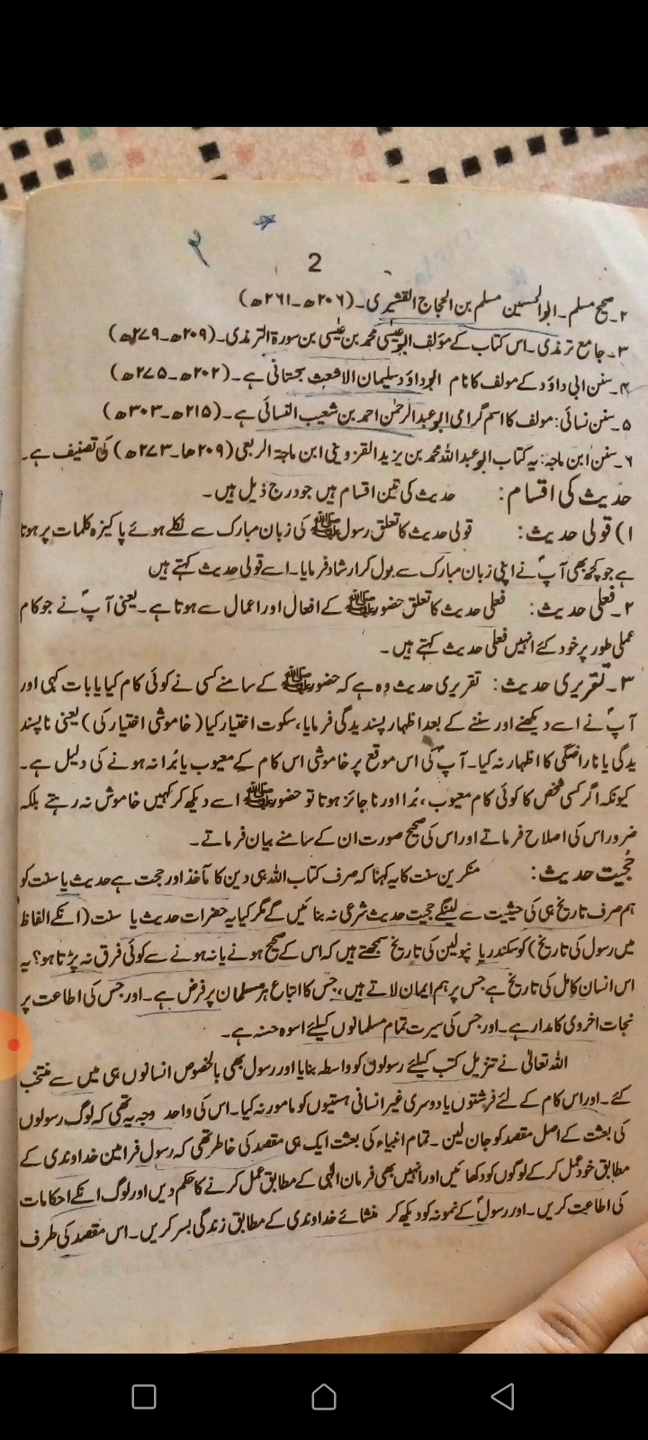 2
۲۔ صحیح مسلم۔ ابوالحسین مسلم بن الحجاج القشیری۔ (۲۰۶ھ۔۲۶۱ھ)
۳۔ جامع ترمذی۔ اس کتاب کے مؤلف ابو عیسٰی محمد بن عیسٰی بن سورۃ الترمذی۔ (۲۰۹ھ۔۲۷۹ھ)
۴۔ سنن ابی داؤد کے مولف کا نام ابو داؤد سلیمان الاشعث بحستانی ہے۔ (۲۰۲ھ۔۲۷۵ھ)
۵۔ سنن نسائی: مولف کا اسم گرامی ابو عبدالرحمٰن احمد بن شعیب النسائی ہے۔ (۲۱۵ھ۔۳۰۳ھ)
۶۔ سنن ابن ماجہ: یہ کتاب ابو عبداللہ محمد بن یزید القزوینی ابن ماجۃ الربعی (۲۰۹ھا۔۲۷۳ھ) کی تصنیف ہے۔
حدیث کی اقسام: حدیث کی تین اقسام ہیں جو درج ذیل ہیں۔
۱) قولی حدیث: قولی حدیث کا تعلق رسول ﷺ کی زبان مبارک سے نکلے ہوئے پاکیزہ کلمات پر ہوتا
ہے جو کچھ بھی آپؐ نے اپنی زبان مبارک سے بول کر ارشاد فرمایا۔ اسے قولی حدیث کہتے ہیں
۲۔ فعلی حدیث: فعلی حدیث کا تعلق حضور ﷺ کے افعال اور اعمال سے ہوتا ہے۔ یعنی آپؐ نے جو کام
عملی طور پر خود کئے انہیں فعلی حدیث کہتے ہیں۔
۳۔ تقریری حدیث: تقریری حدیث وہ ہے کہ حضور ﷺ کے سامنے کسی نے کوئی کام کیا یا بات کہی اور
آپؐ نے اسے دیکھنے اور سننے کے بعد اظہار پسندیدگی فرمایا، سکوت اختیار کیا (خاموشی اختیار کی) یعنی ناپسند
یدگی یا ناراضگی کا اظہار نہ کیا۔ آپؐ کی اس موقع پر خاموشی اس کام کے معیوب یا بُرا نہ ہونے کی دلیل ہے۔
کیونکہ اگر کسی شخص کا کوئی کام معیوب، بُرا اور ناجائز ہوتا تو حضور ﷺ اسے دیکھ کر کہیں خاموش نہ رہتے بلکہ
ضرور اس کی اصلاح فرماتے اور اس کی صحیح صورت ان کے سامنے بیان فرماتے۔
حُجیت حدیث: منکرین سنت کا یہ کہنا کہ صرف کتاب اللہ ہی دین کا مآخذ اور حجت ہے حدیث یا سنت کو
ہم صرف تاریخ ہی کی حیثیت سے لینگے حجیت حدیث شرعی نہ بنائیں گے مگر کیا یہ حضرات حدیث یا سنت (انکے الفاظ
میں رسول کی تاریخ) کو سکندر یا نپولین کی تاریخ سمجھتے ہیں کہ اس کے صحیح ہونے یا نہ ہونے سے کوئی فرق نہ پڑتا ہو؟ یہ
اس انسان کامل کی تاریخ ہے جس پر ہم ایمان لاتے ہیں، جس کا اتباع ہر مسلمان پر فرض ہے۔ اور جس کی اطاعت پر
نجات اخروی کا مدار ہے۔ اور جس کی سیرت تمام مسلمانوں کیلئے اسوہ حسنہ ہے۔
اللہ تعالٰی نے تنزیل کتب کیلئے رسولوں کو واسطہ بنایا اور رسول بھی بالخصوص انسانوں ہی میں سے منتخب
کئے۔ اور اس کام کے لئے فرشتوں یا دوسری غیر انسانی ہستیوں کو مامور نہ کیا۔ اس کی واحد وجہ یہ تھی کہ لوگ رسولوں
کی بعثت کے اصل مقصد کو جان لین۔ تمام انبیاء کی بعثت ایک ہی مقصد کی خاطر تھی کہ رسول فرامین خداوندی کے
مطابق خود عمل کر کے لوگوں کو دکھائیں اور انہیں بھی فرمان الٰہی کے مطابق عمل کرنے کا حکم دیں اور لوگ انکے احکامات
کی اطاعت کریں۔ اور رسولؐ کے نمونہ کو دیکھ کر منشائے خداوندی کے مطابق زندگی بسر کریں۔ اس مقصد کی طرف